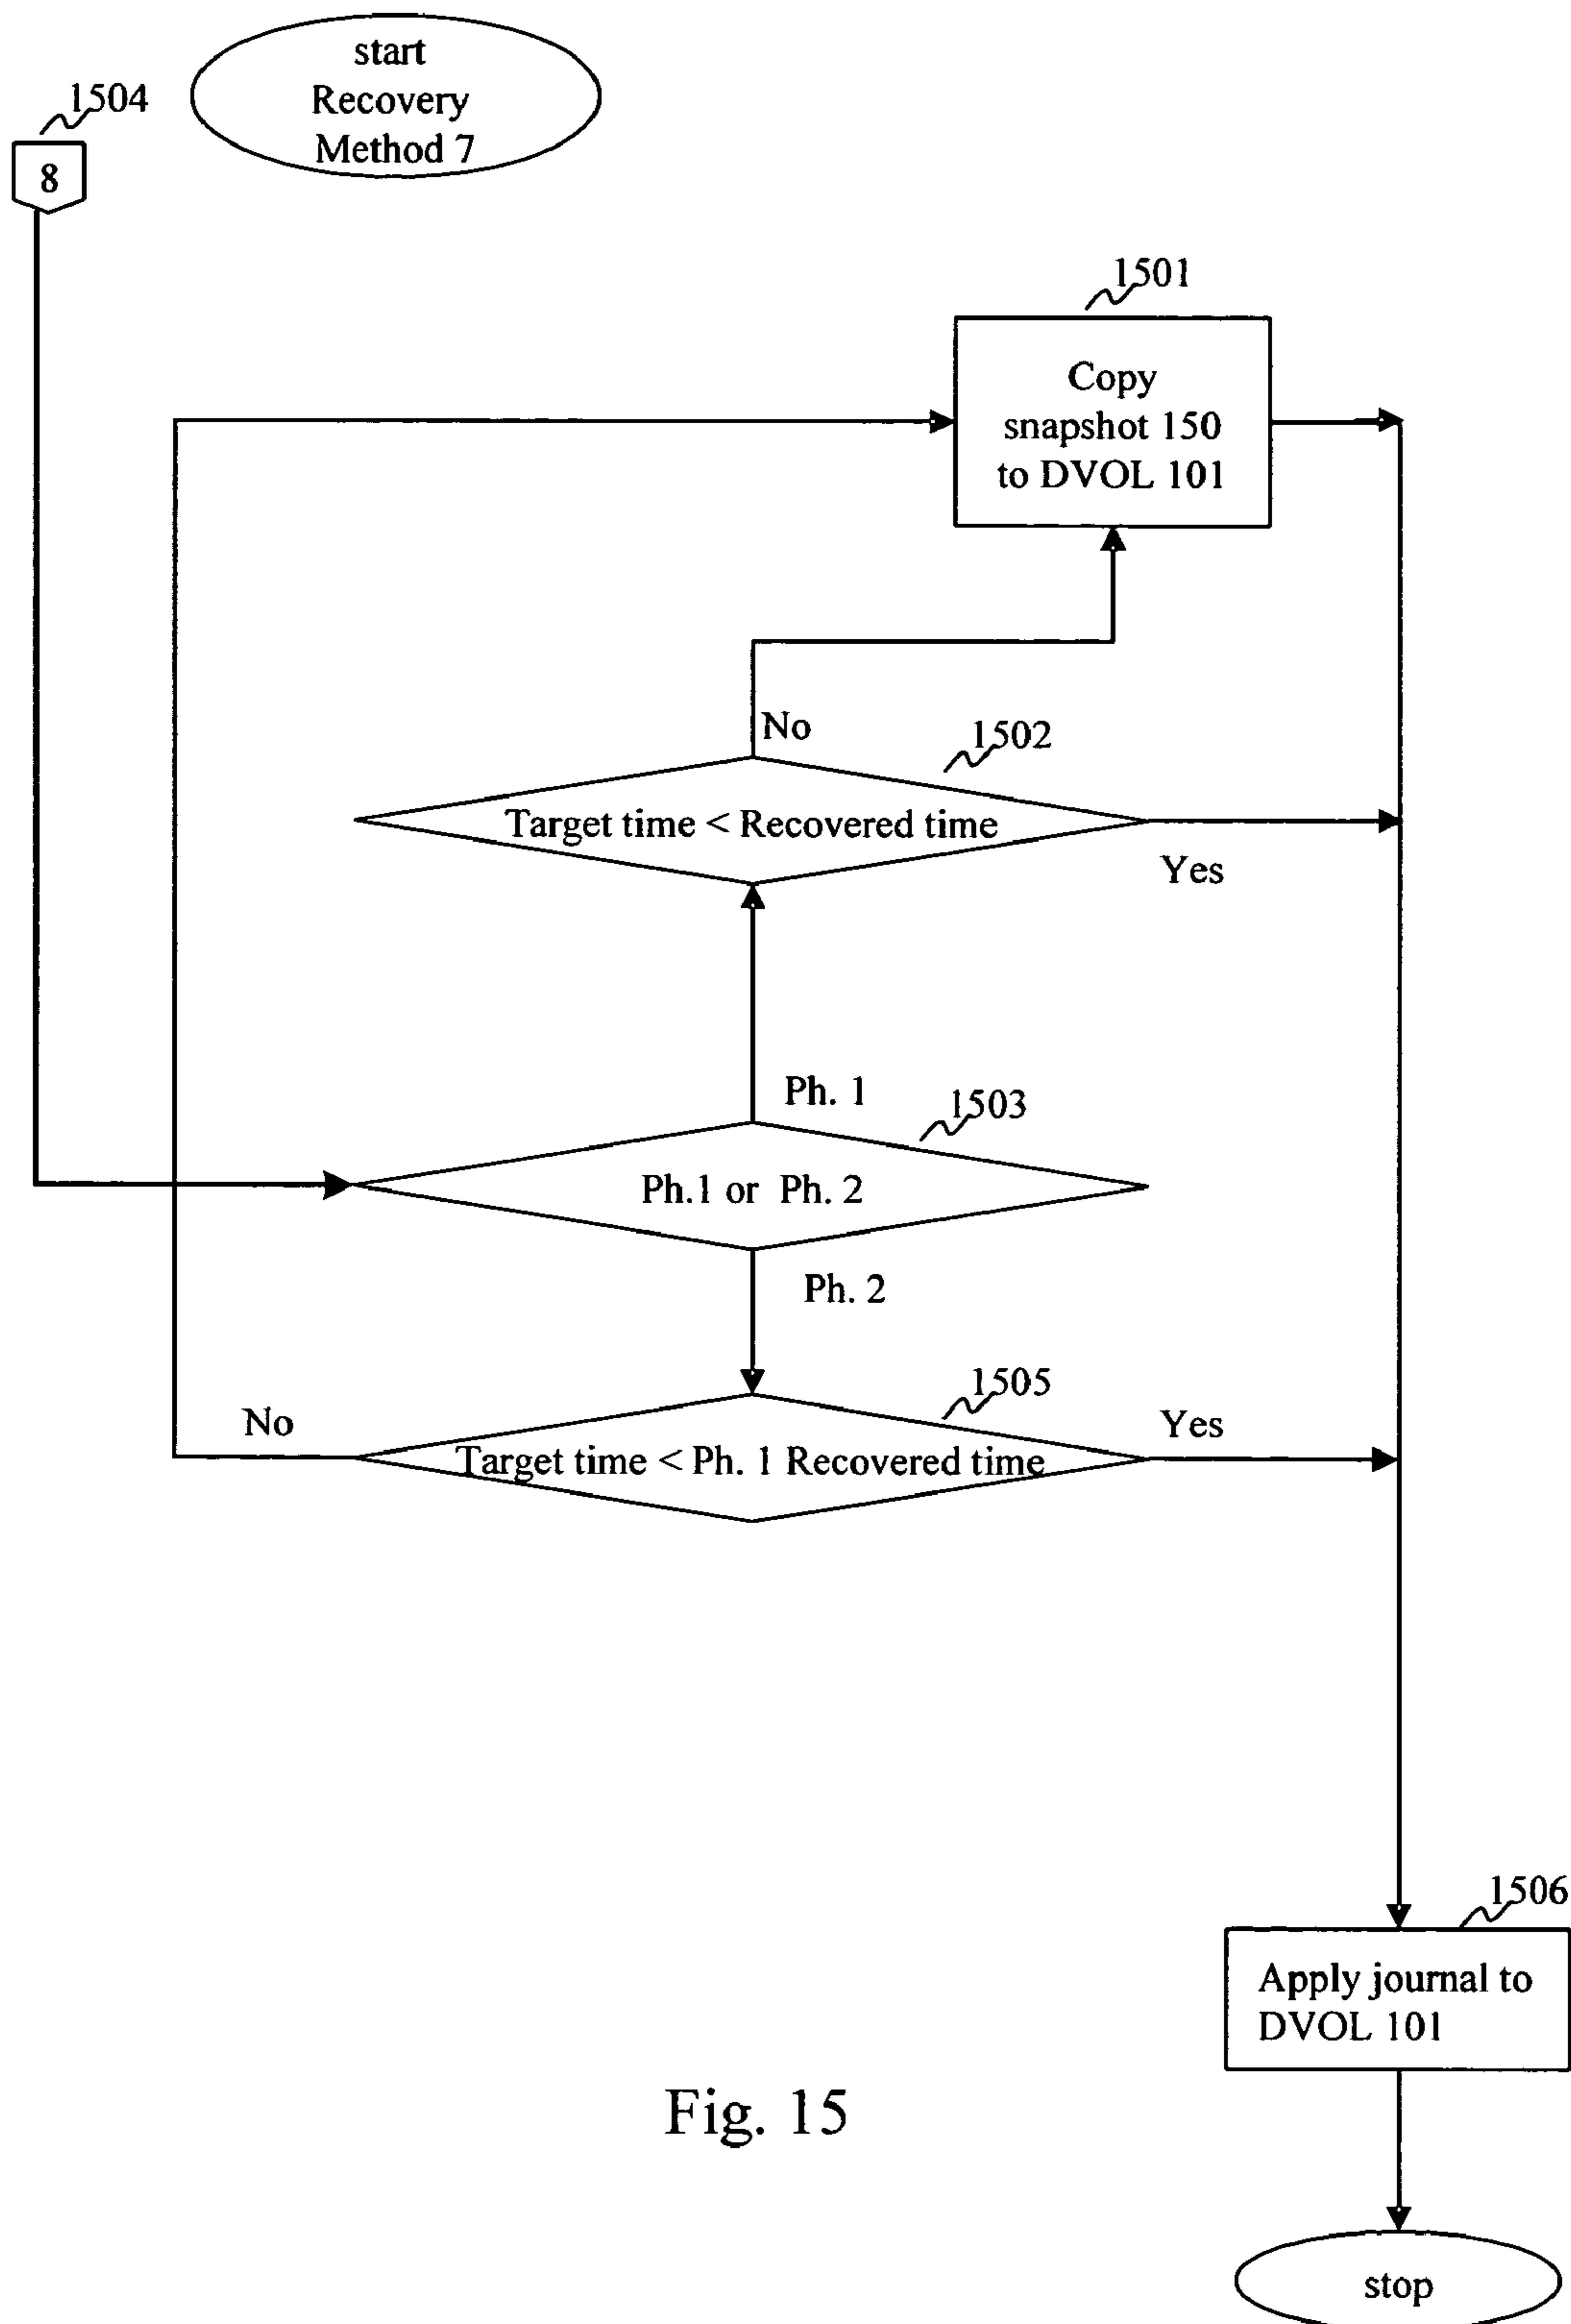 start
Recovery
Method 7
1504
8
1501
Copy
snapshot 150
to DVOL 101
No
1502
Target time < Recovered time
Yes
Ph. 1
1503
Ph.1 or Ph. 2
Ph. 2
1505
No
Yes
Target time < Ph. 1 Recovered time
1506
Apply journal to
DVOL 101
Fig. 15
stop